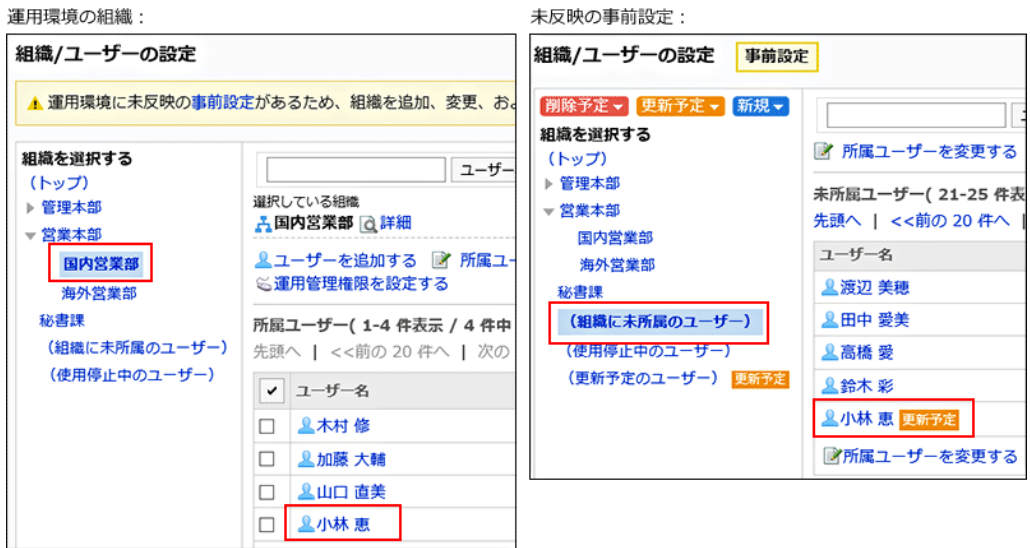 運用環境の組織：
組織/ユーザーの設定
運用環境に未反映の事前設定があるため、組織を追加、変更、およ
組織を選択する
（トップ）
管理本部
営業本部
国内営業部
海外営業部
秘書課
（組織に未所属のユーザー）
（使用停止中のユーザー）
ユーザー
選択している組織
国内営業部 詳細
ユーザーを追加する 所属ユー
運用管理権限を設定する
所属ユーザー( 1-4 件表示 / 4 件中
先頭へ | <<前の 20 件へ | 次の
ユーザー名
木村 修
加藤 大輔
山口 直美
小林 恵
未反映の事前設定：
組織/ユーザーの設定 事前設定
削除予定 更新予定 新規
組織を選択する
（トップ）
管理本部
営業本部
国内営業部
海外営業部
秘書課
（組織に未所属のユーザー）
（使用停止中のユーザー）
（更新予定のユーザー） 更新予定
所属ユーザーを変更する
未所属ユーザー( 21-25 件表
先頭へ | <<前の 20 件へ |
ユーザー名
渡辺 美穂
田中 愛美
高橋 愛
鈴木 彩
小林 恵 更新予定
所属ユーザーを変更する